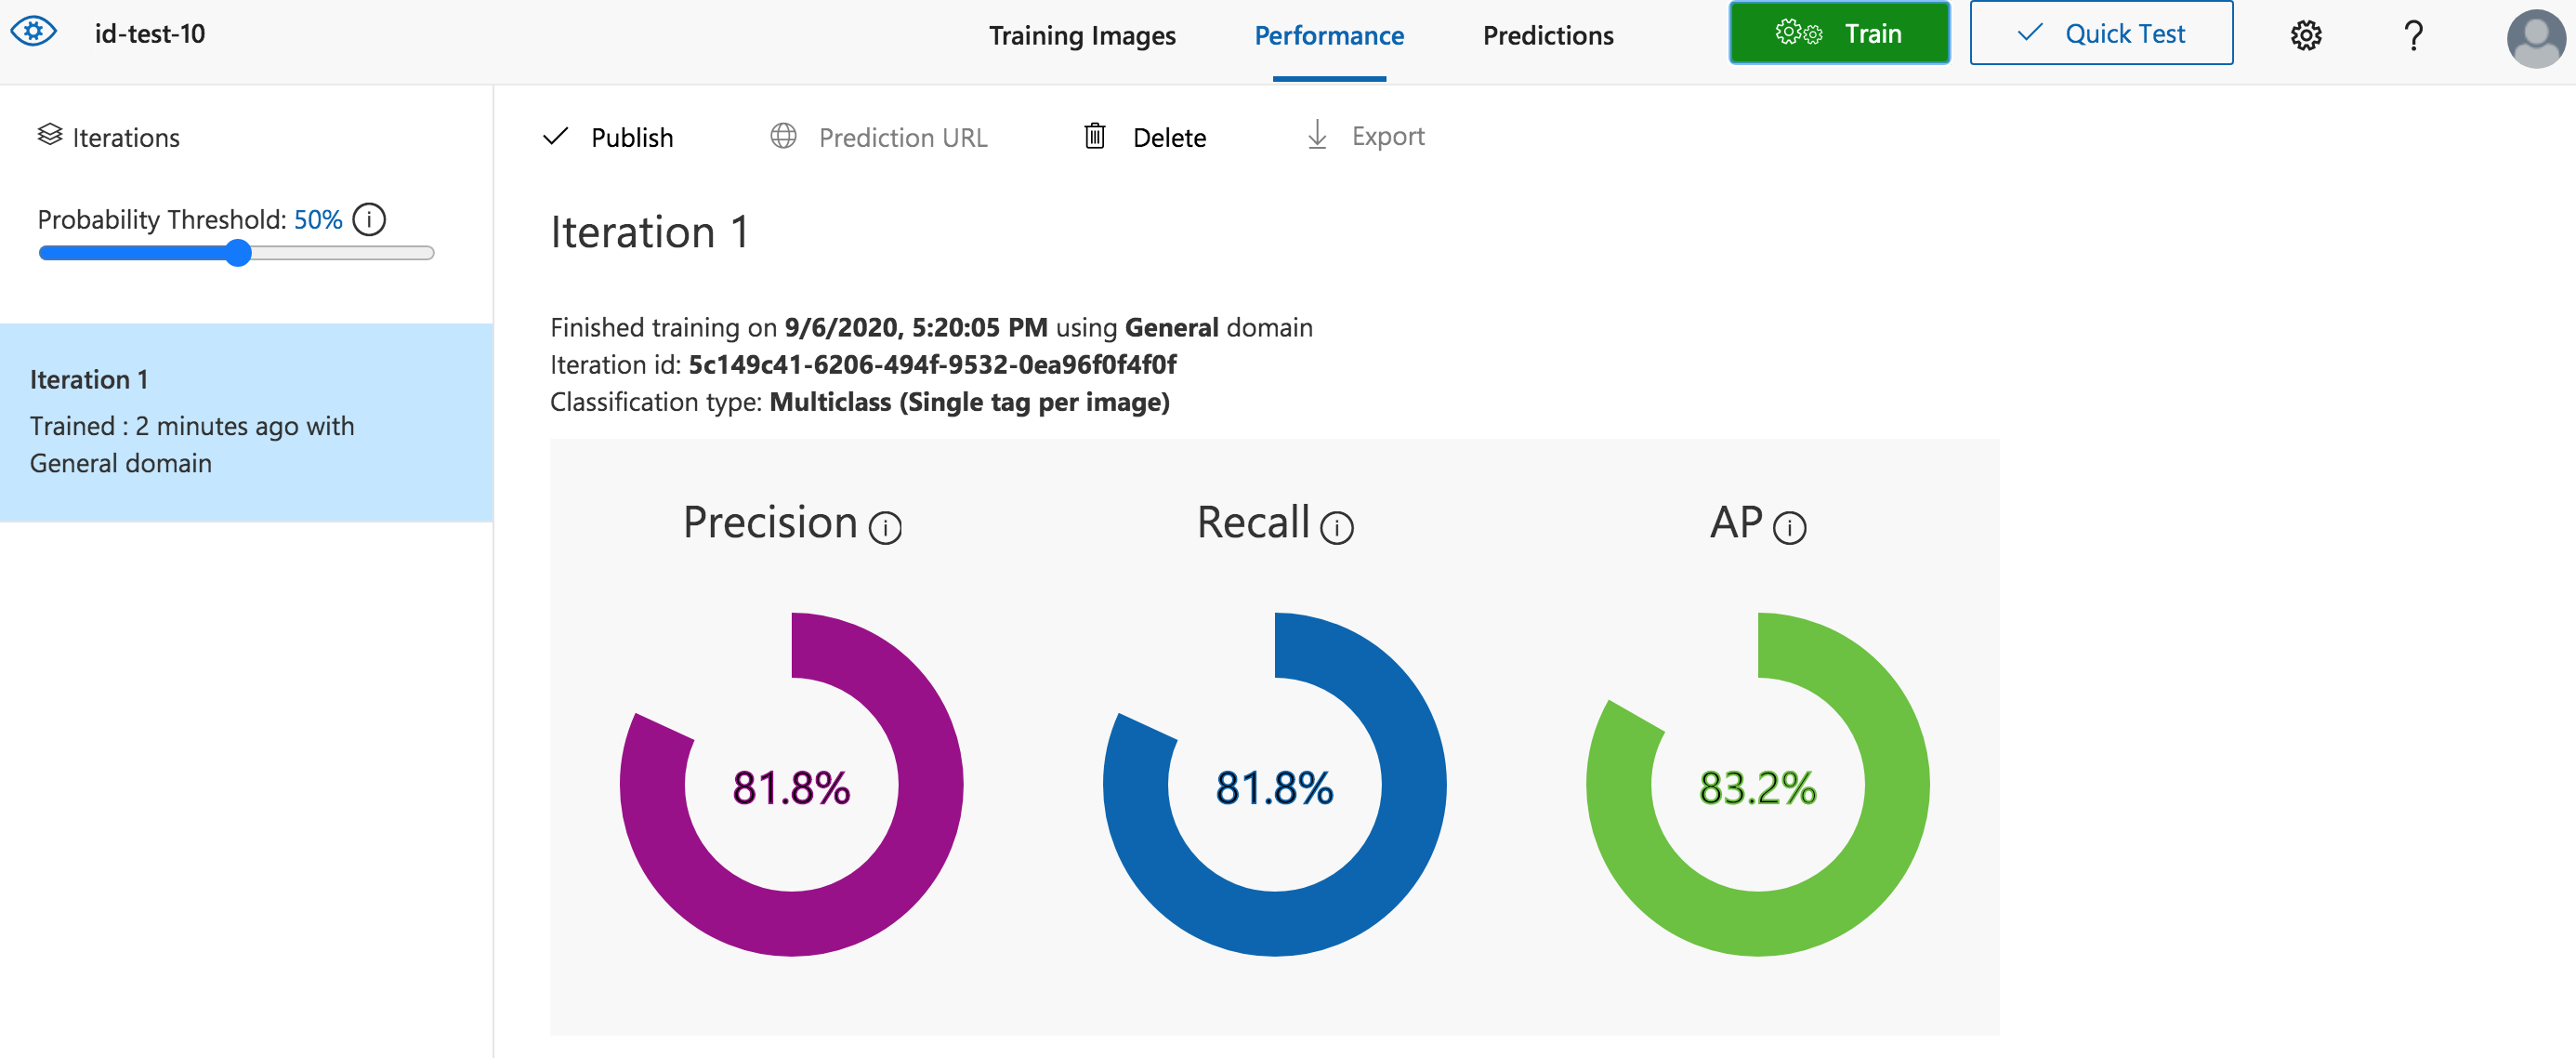 id-test-10
Training Images
Performance
Predictions
Train
Quick Test
?
Iterations
Probability Threshold: 50% i
Iteration 1
Trained : 2 minutes ago with
General domain
Publish
Prediction URL
Delete
Export
Iteration 1
Finished training on 9/6/2020, 5:20:05 PM using General domain
Iteration id: 5c149c41-6206-494f-9532-0ea96f0f4f0f
Classification type: Multiclass (Single tag per image)
Precision i
Recall i
AP i
81.8%
81.8%
83.2%